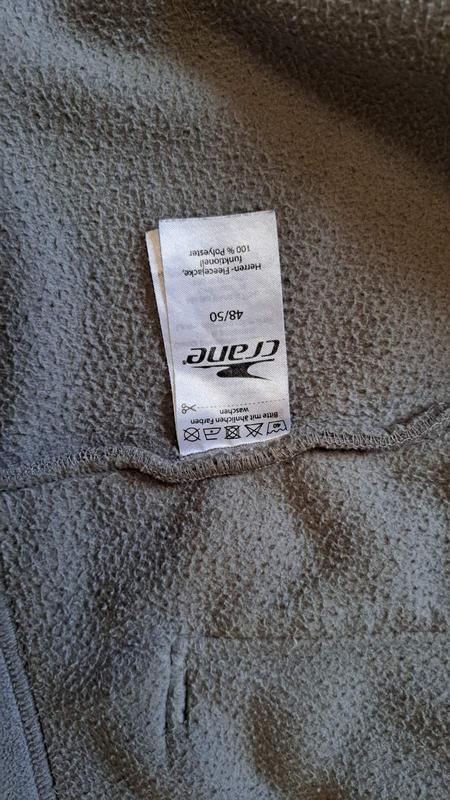 Bitte mit ähnlichen Farben
waschen
crane®
48/50
Herren-Fleecejacke,
funktionell
100 % Polyester